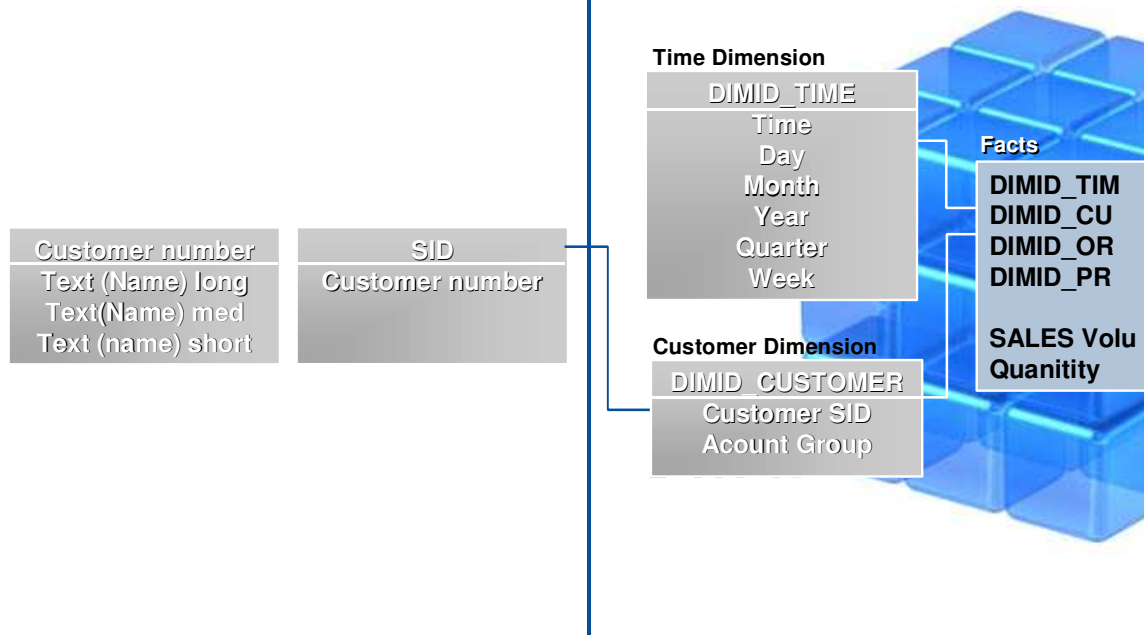 Customer number
Text (Name) long
Text(Name) med
Text (name) short
SID
Customer number
Time Dimension
DIMID_TIME
Time
Day
Month
Year
Quarter
Week
Customer Dimension
DIMID_CUSTOMER
Customer SID
Acount Group
Facts
DIMID_TIM
DIMID_CU
DIMID_OR
DIMID_PR
SALES Volu
Quanitity